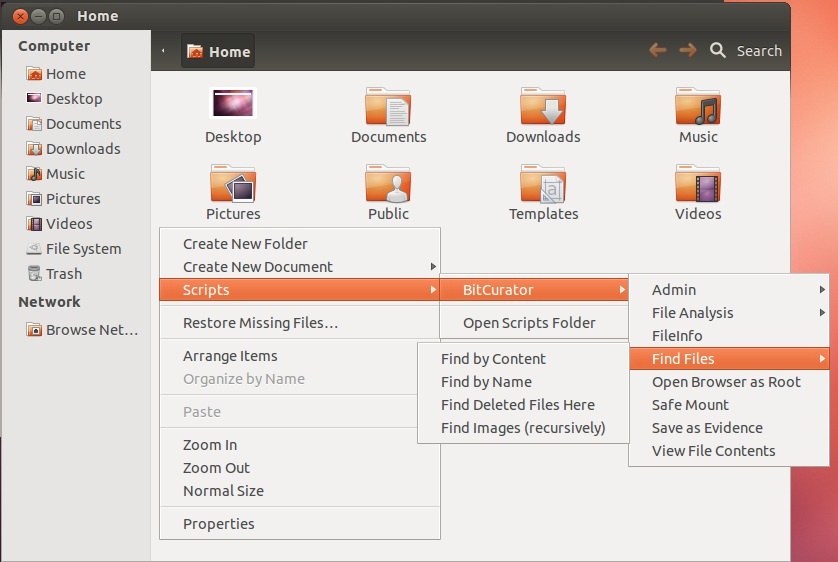 Home
Computer
Home
Desktop
Documents
Downloads
Music
Pictures
Videos
File System
Trash
Network
Browse Net...
Home
Search
Desktop
Documents
Downloads
Music
Pictures
Public
Templates
Videos
Create New Folder
Create New Document
Scripts
Restore Missing Files...
Arrange Items
Organize by Name
Paste
Zoom In
Zoom Out
Normal Size
Properties
BitCurator
Open Scripts Folder
Admin
File Analysis
FileInfo
Find Files
Open Browser as Root
Safe Mount
Save as Evidence
View File Contents
Find by Content
Find by Name
Find Deleted Files Here
Find Images (recursively)